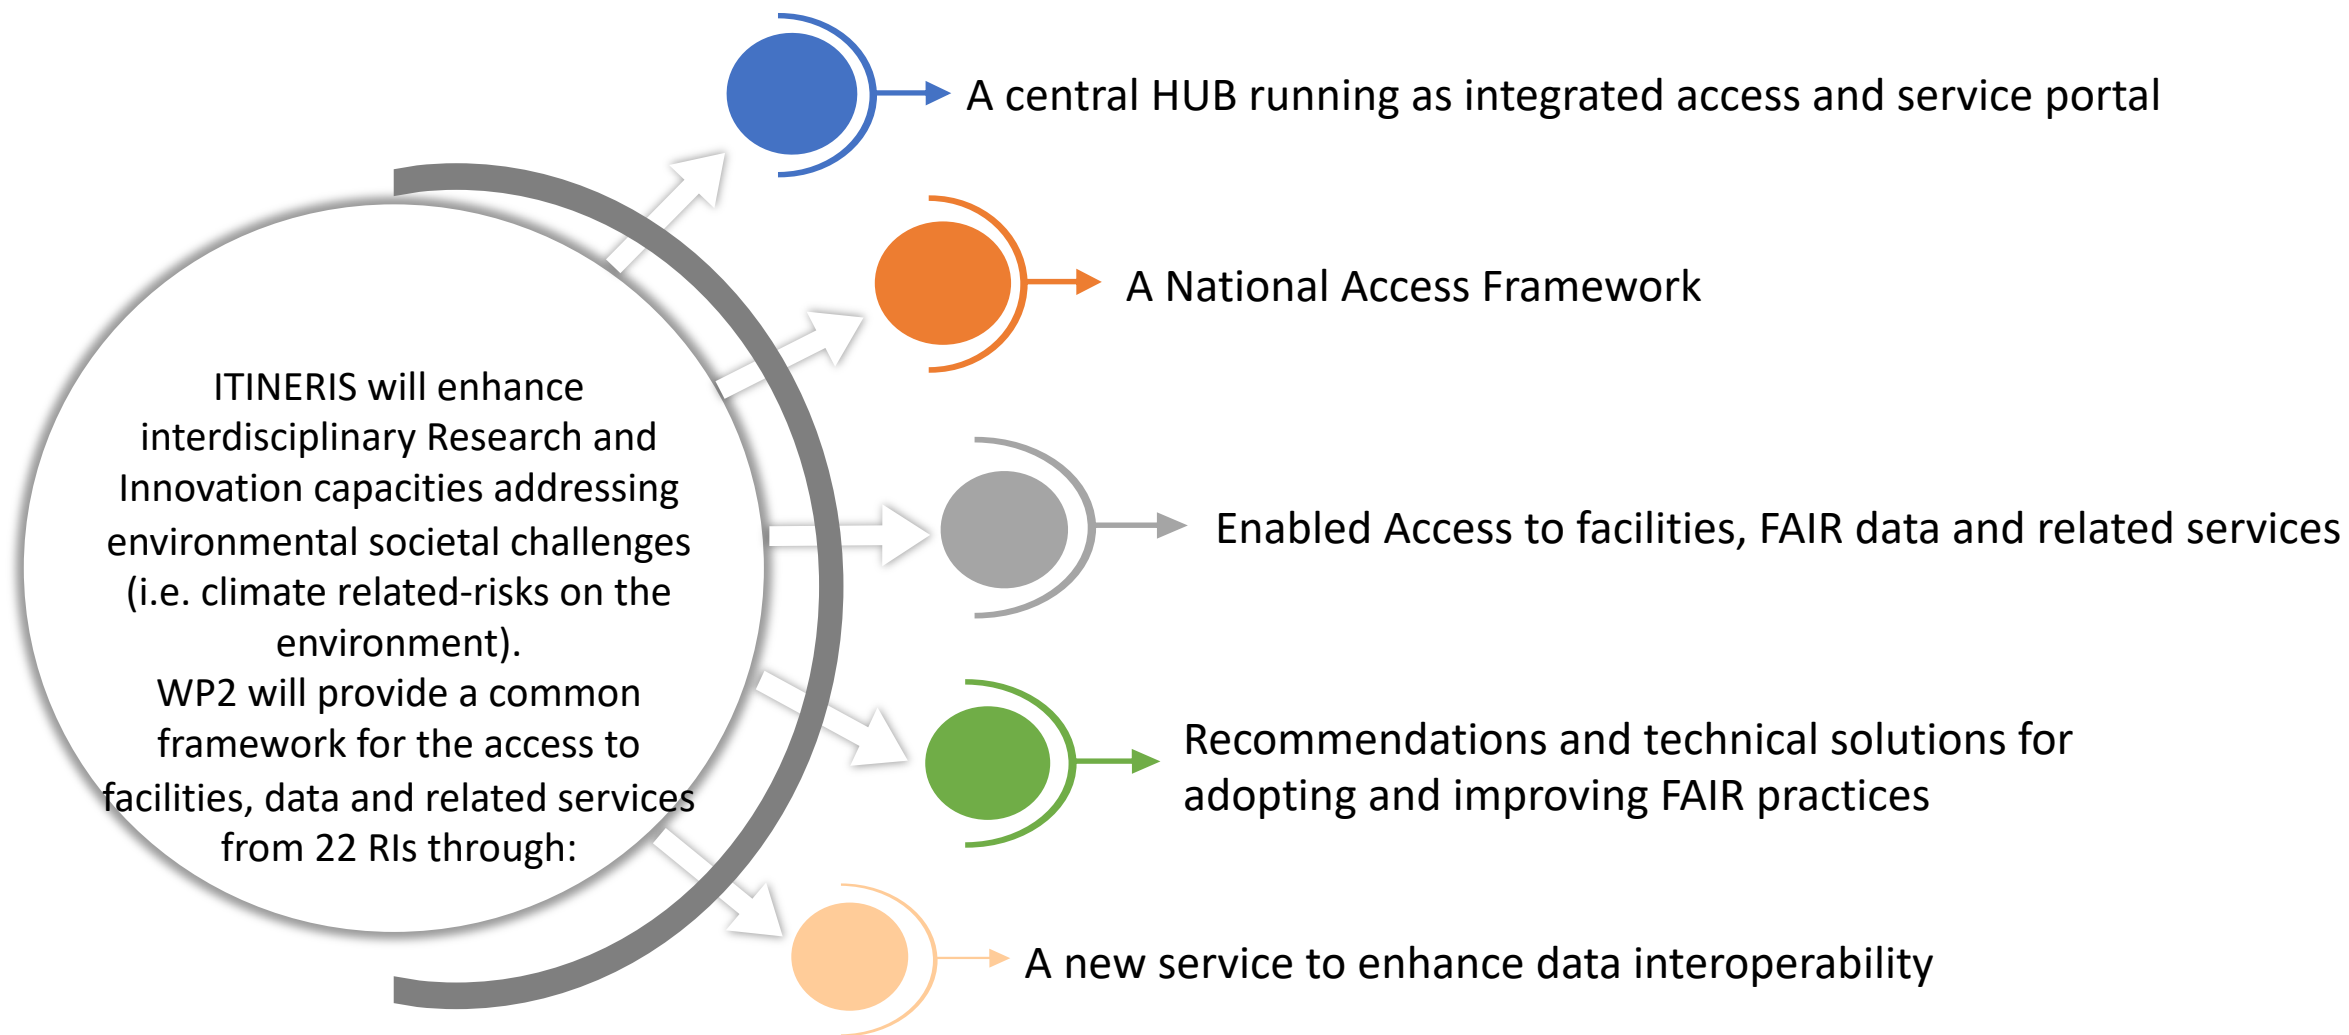 ITINERIS will enhance
interdisciplinary Research and
Innovation capacities addressing
environmental societal challenges
(i.e. climate related-risks on the
environment).
WP2 will provide a common
framework for the access to
facilities, data and related services
from 22 RIs through:
A central HUB running as integrated access and service portal
A National Access Framework
Enabled Access to facilities, FAIR data and related services
Recommendations and technical solutions for
adopting and improving FAIR practices
A new service to enhance data interoperability